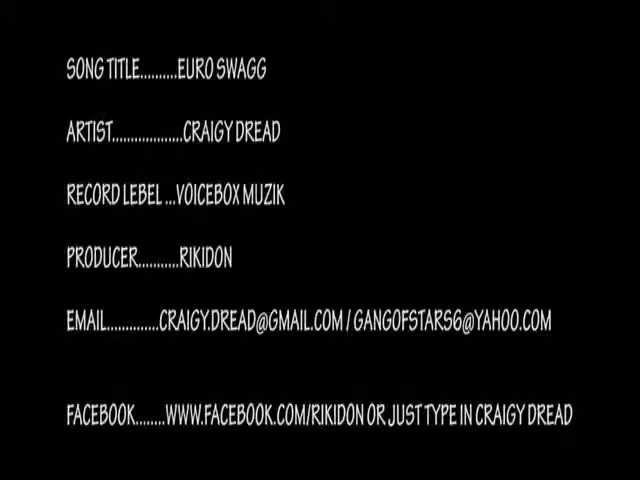 SONG TITLE..........EURO SWAGG
ARTIST...................CRAIGY DREAD
RECORD LEBEL ...VOICEBOX MUZIK
PRODUCER...........RIKIDON
EMAIL..............CRAIGY.DREAD@GMAIL.COM / GANGOFSTARS6@YAHOO.COM
FACEBOOK........WWW.FACEBOOK.COM/RIKIDON OR JUST TYPE IN CRAIGY DREAD